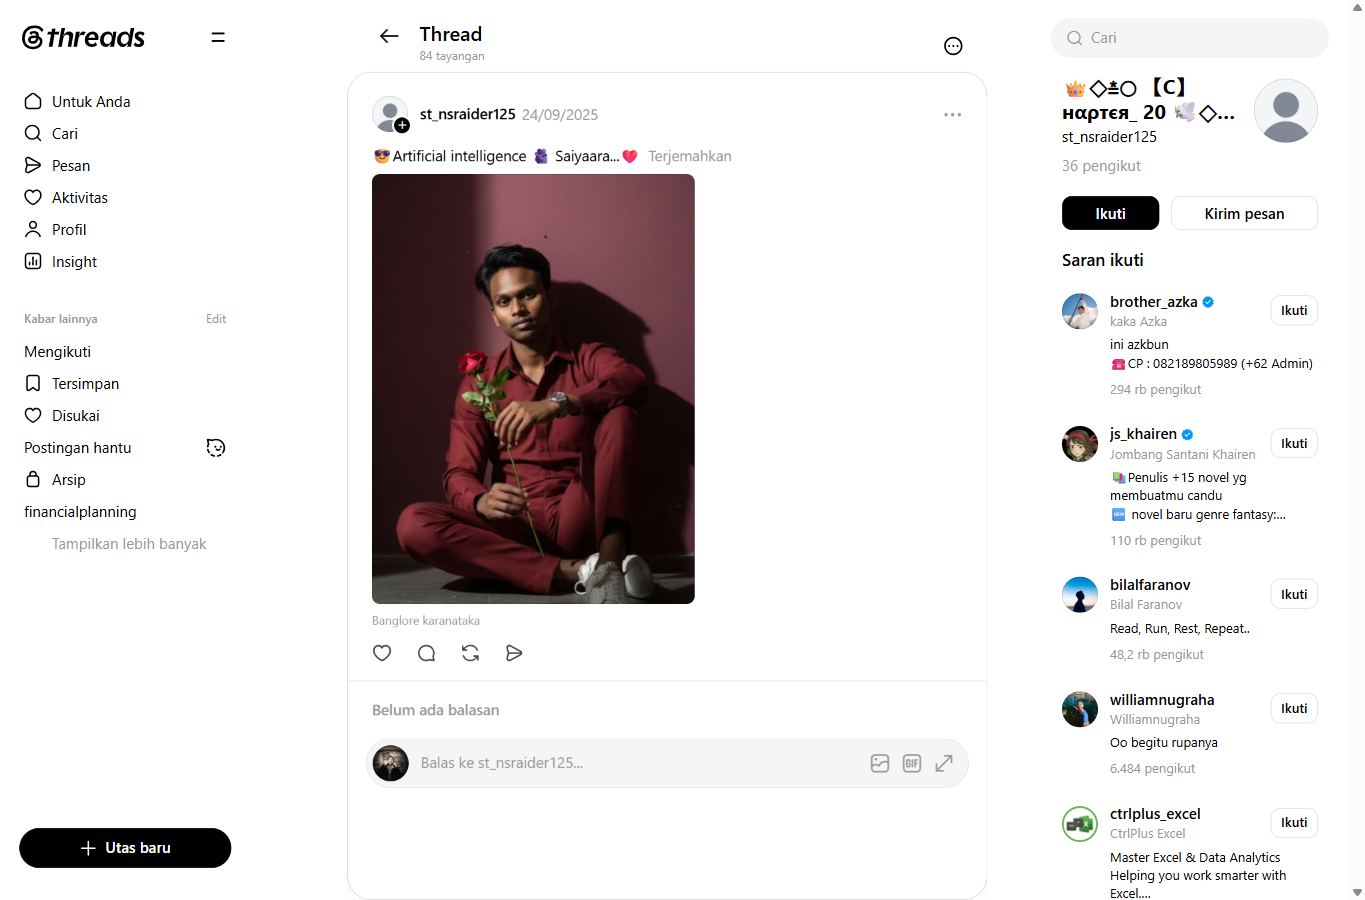 threads
Untuk Anda
Cari
Pesan
Aktivitas
Profil
Insight
Kabar lainnya
Edit
Mengikuti
Tersimpan
Disukai
Postingan hantu
Arsip
financialplanning
Tampilkan lebih banyak
Utas baru
Thread
84 tayangan
st_nsraider125 24/09/2025
😎Artificial intelligence 🫂 Saiyaara...❤️ Terjemahkan
Banglore karanataka
Belum ada balasan
Balas ke st_nsraider125...
GIF
Cari
👑◇≛○ 【C】
нαρтєя_ 20 🕊️ ◇...
st_nsraider125
36 pengikut
Ikuti
Kirim pesan
Saran ikuti
brother_azka
kaka Azka
Ikuti
ini azkbun
☎️CP : 082189805989 (+62 Admin)
294 rb pengikut
js_khairen
Jombang Santani Khairen
Ikuti
📚Penulis +15 novel yg
membuatmu candu
🆕 novel baru genre fantasy:...
110 rb pengikut
bilalfaranov
Bilal Faranov
Ikuti
Read, Run, Rest, Repeat..
48,2 rb pengikut
williamnugraha
Williamnugraha
Ikuti
Oo begitu rupanya
6.484 pengikut
ctrlplus_excel
CtrlPlus Excel
Ikuti
Master Excel & Data Analytics
Helping you work smarter with
Excel....